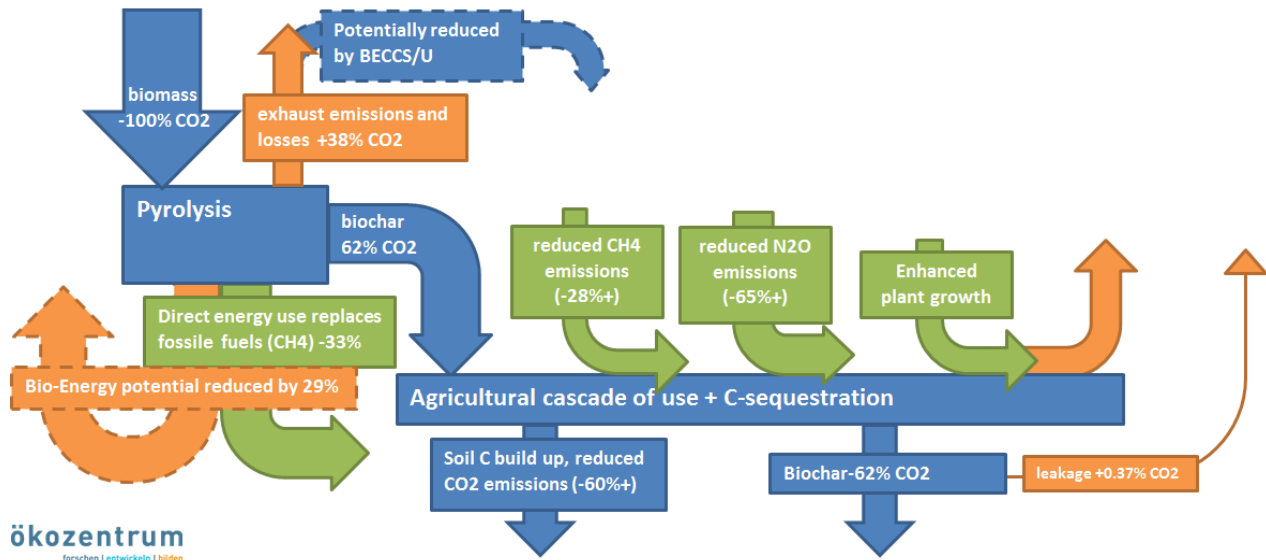 Potentially reduced
by BECCS/U
biomass
-100% CO2
exhaust emissions and
losses +38% CO2
Pyrolysis
biochar
62% CO2
reduced CH4
emissions
(-28%+)
reduced N2O
emissions
(-65%+)
Enhanced
plant growth
Direct energy use replaces
fossile fuels (CH4) -33%
Bio-Energy potential reduced by 29%
Agricultural cascade of use + C-sequestration
Soil C build up, reduced
CO2 emissions (-60%+)
Biochar-62% CO2
leakage +0.37% CO2
ökozentrum
forschen | entwickeln | bilden